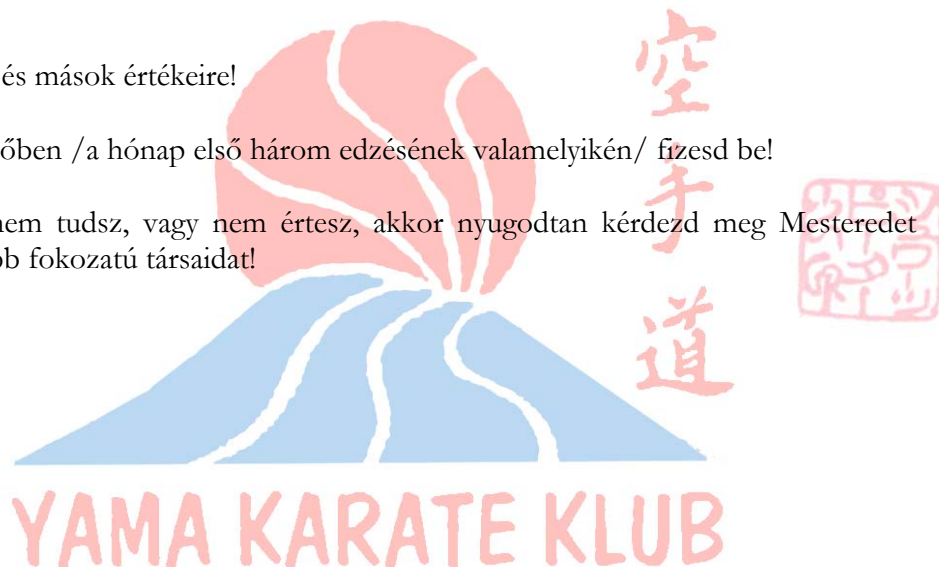 és mások értékeire!
őben /a hónap első három edzésének valamelyikén/ fizesd be!
nem tudsz, vagy nem értesz, akkor nyugodtan kérdezd meg Mesteredet
bb fokozatú társaidat!
空手道
YAMA KARATE KLUB